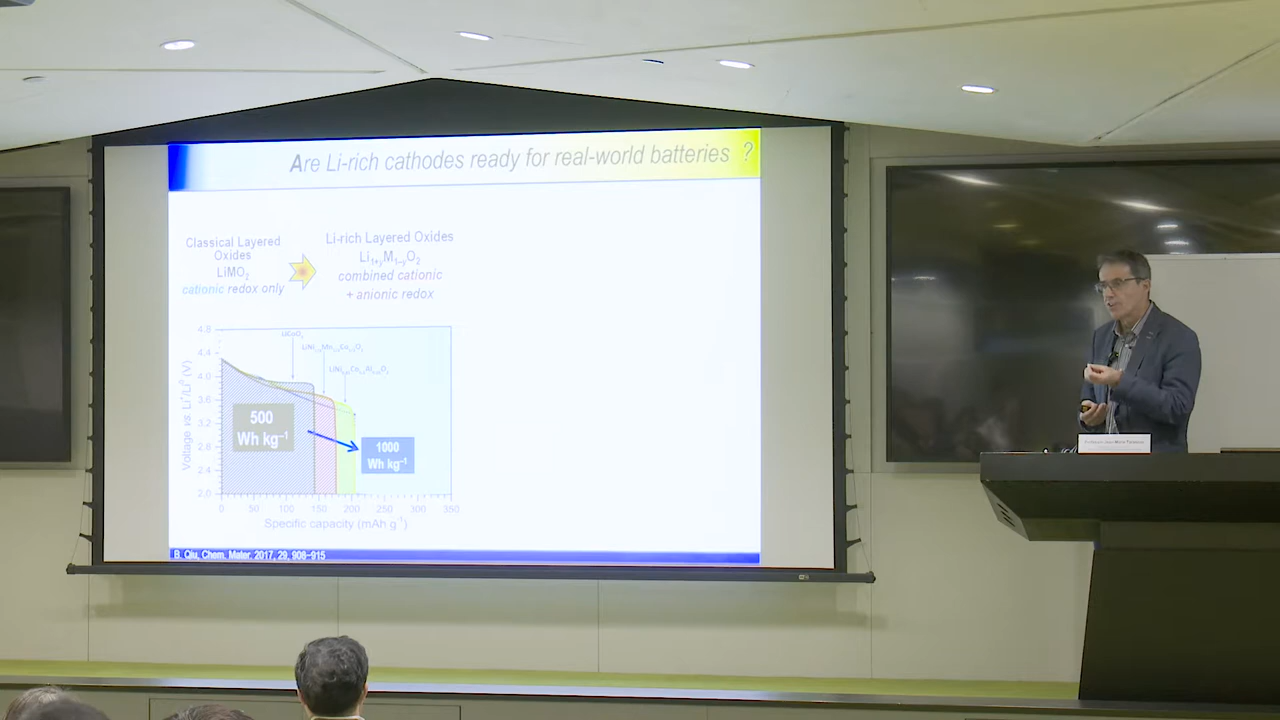 Are Li-rich cathodes ready for real-world batteries ?
Classical Layered
Oxides
LiMO2
cationic redox only
Li-rich Layered Oxides
Li1+yM1−yO2
combined cationic
+ anionic redox
4.8
4.4
4.0
3.6
3.2
2.8
2.4
2.0
Voltage vs. Li+/Li0 (V)
LiCoO2
500
Wh kg−1
1000
Wh kg−1
0 50 100 150 200 250 300 350
Specific capacity (mAh g-1)
B. Qiu, Chem. Mater. 2017, 29, 908−915